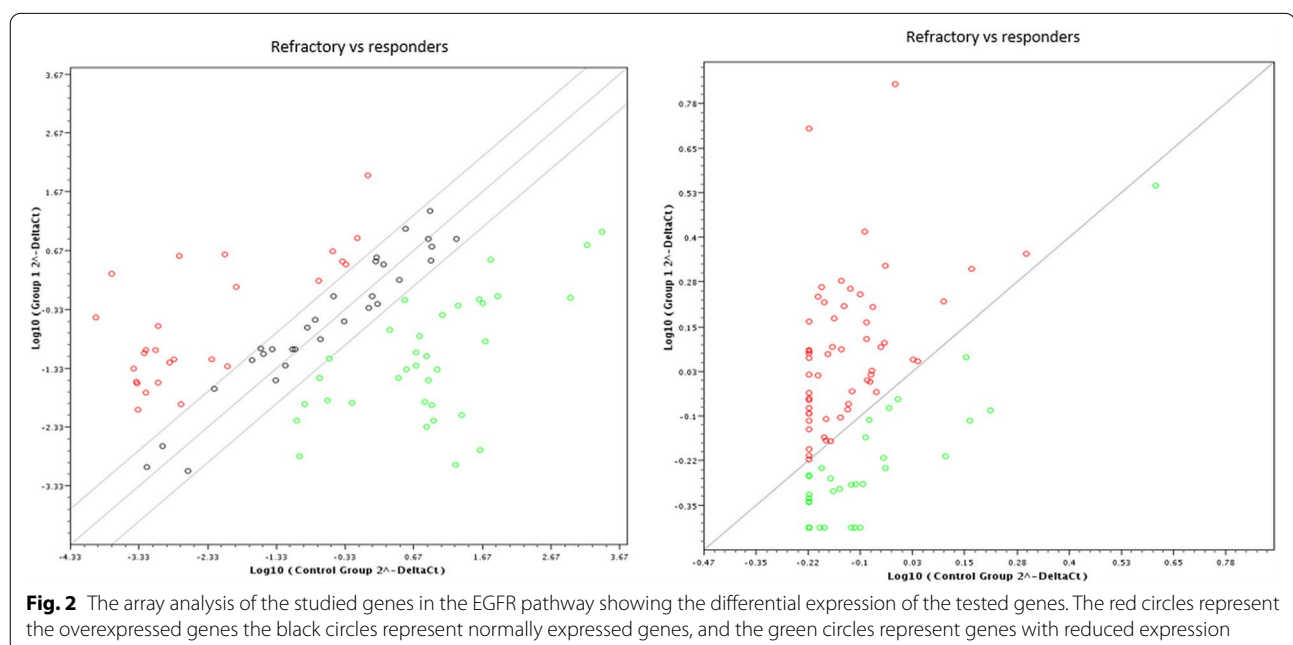 Refractory vs responders
3.67
2.67
1.67
0.67
-0.33
-1.33
-2.33
-3.33
Log10 (Group 1 2^-DeltaCt)
-4.33 -3.33 -2.33 -1.33 -0.33 0.67 1.67 2.67 3.67
Log10 (Control Group 2^-DeltaCt)
Refractory vs responders
0.78
0.65
0.53
0.4
0.28
0.15
0.03
-0.1
-0.22
-0.35
Log10 (Group 1 2^-DeltaCt)
-0.47 -0.35 -0.22 -0.1 0.03 0.15 0.28 0.4 0.53 0.65 0.78
Log10 (Control Group 2^-DeltaCt)
Fig. 2 The array analysis of the studied genes in the EGFR pathway showing the differential expression of the tested genes. The red circles represent
the overexpressed genes the black circles represent normally expressed genes, and the green circles represent genes with reduced expression